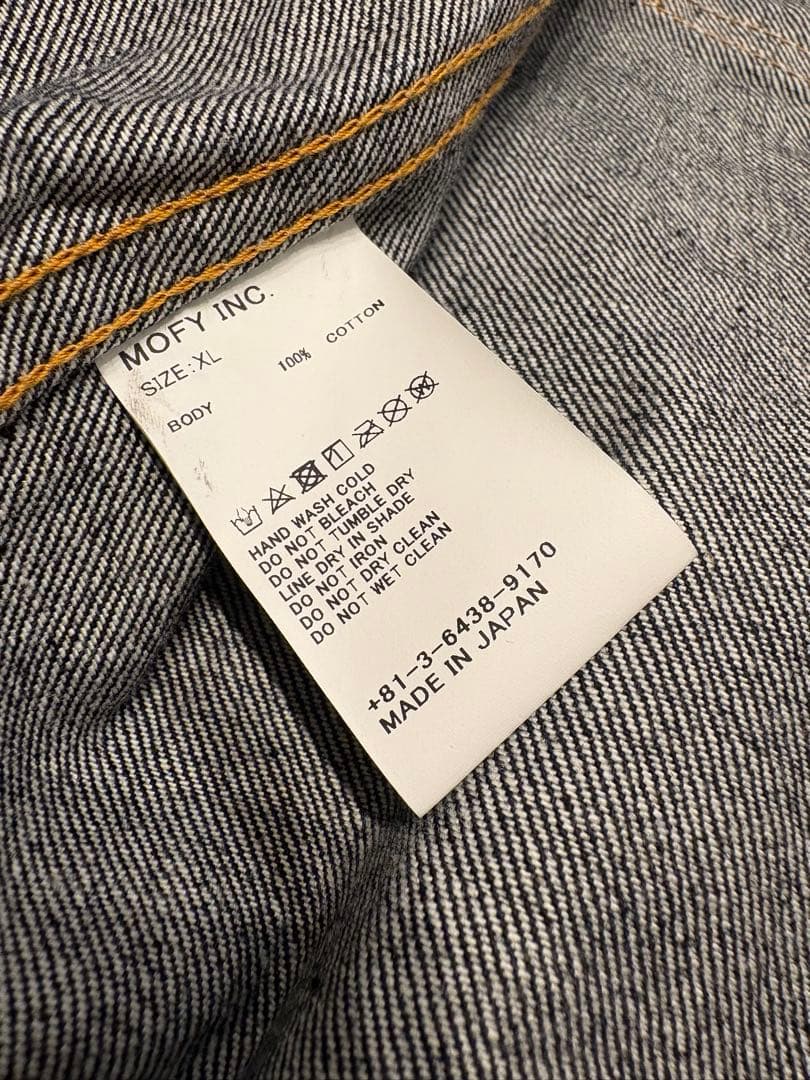 MOFY INC.
SIZE:XL
BODY 100% COTTON
HAND WASH COLD
DO NOT BLEACH
DO NOT TUMBLE DRY
LINE DRY IN SHADE
DO NOT IRON
DO NOT DRY CLEAN
DO NOT WET CLEAN
+81-3-6438-9170
MADE IN JAPAN